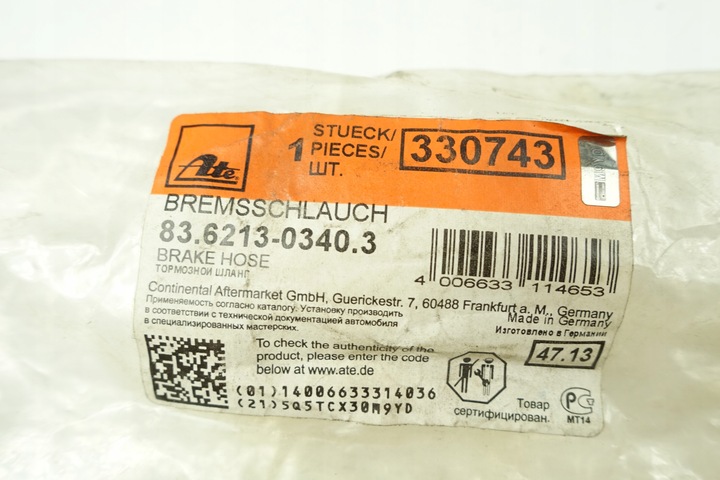 Ate
1
STUECK/
PIECES/
ШТ.
330743
BREMSSCHLAUCH
83.6213-0340.3
BRAKE HOSE
ТОРМОЗНОЙ ШЛАНГ
4 006633 114653
Continental Aftermarket GmbH, Guerickestr. 7, 60488 Frankfurt a. M., Germany
Made in Germany
Применяемость согласно каталогу. Установку производить
Изготовлено в Германии
в соответствии с технической документацией автомобиля
в специализированных мастерских.
47.13
To check the authenticity of the
product, please enter the code
below at www.ate.de
(01)14006633314036
(21)5Q5TCX30M9YD
Товар
сертифицирован.
МТ14